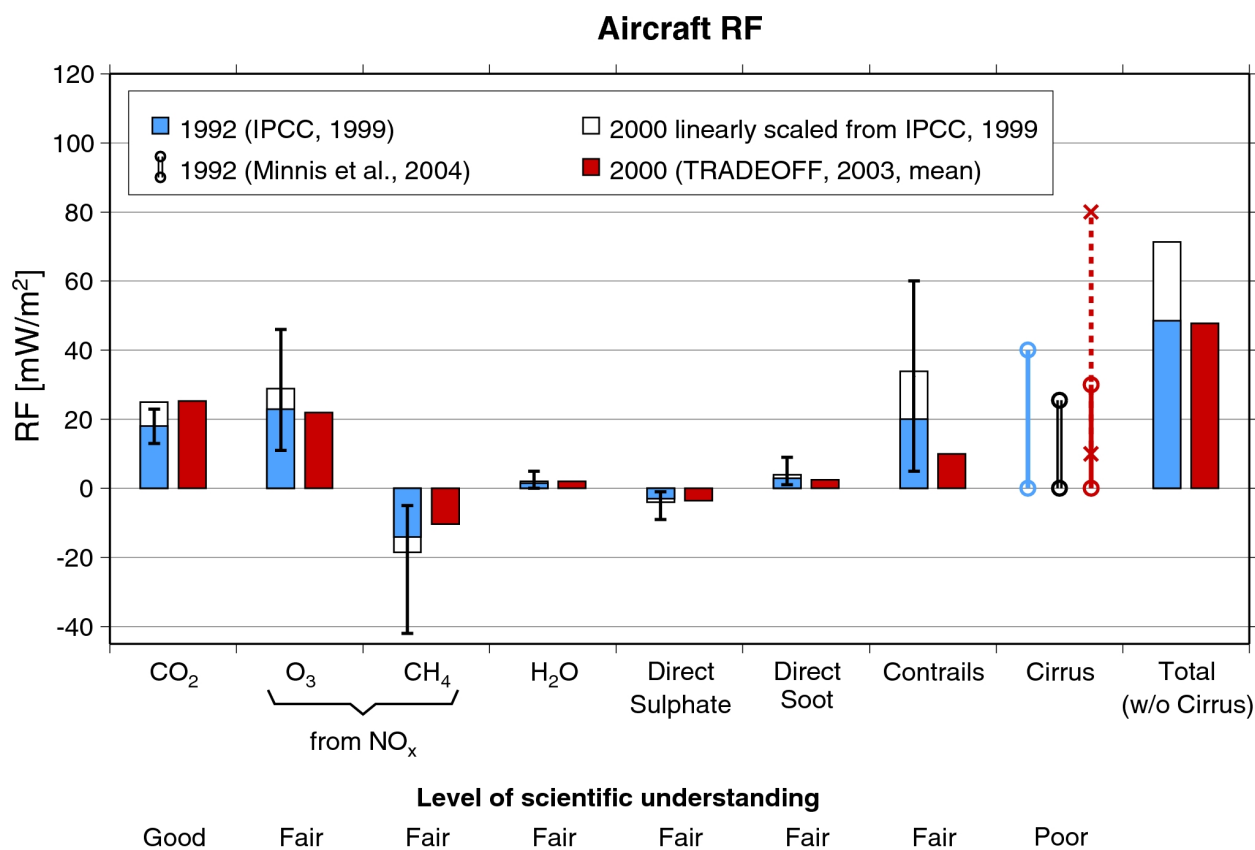 Aircraft RF
120
100
80
60
40
20
0
-20
-40
RF [mW/m²]
1992 (IPCC, 1999)
2000 linearly scaled from IPCC, 1999
1992 (Minnis et al., 2004)
2000 (TRADEOFF, 2003, mean)
CO₂
O₃
CH₄
H₂O
Direct
Sulphate
Direct
Soot
Contrails
Cirrus
Total
(w/o Cirrus)
from NOₓ
Level of scientific understanding
Good Fair Fair Fair Fair Fair Fair Poor